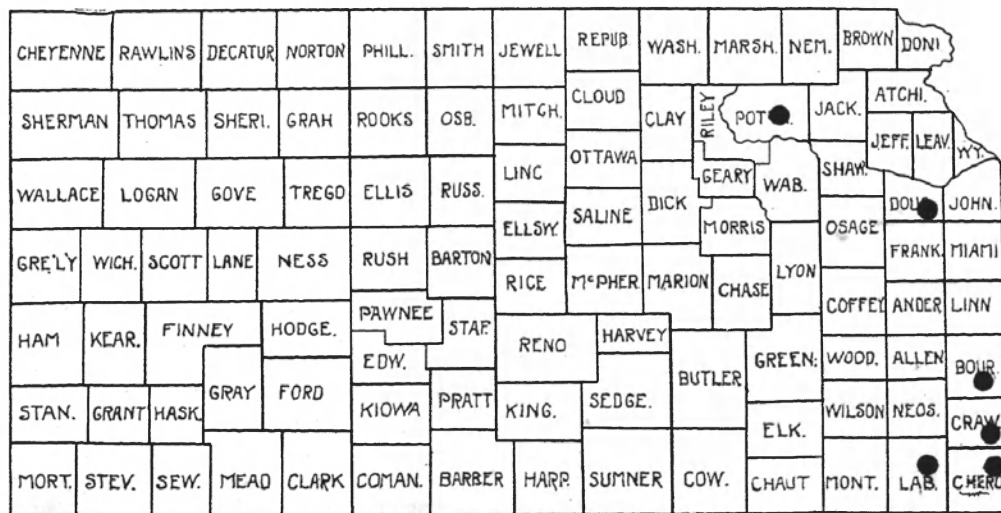 CHEYENNE RAWLINS DECATUR NORTON PHILL. SMITH JEWELL REPUB WASH. MARSH. NEM. BROWN DONI
SHERMAN THOMAS SHERI. GRAH ROOKS OSB. MITCH. CLOUD CLAY RILEY POT JACK. ATCHI.
JEFF. LEAV. WY.
WALLACE LOGAN GOVE TREGO ELLIS RUSS. LINC OTTAWA DICK GEARY WAB. SHAW. DOU JOHN.
GRE'LY WICH. SCOTT LANE NESS RUSH BARTON ELLSW. SALINE MORRIS OSAGE FRANK. MIAMI
RICE McPHER MARION CHASE LYON
HAM KEAR. FINNEY HODGE. PAWNEE STAF. RENO HARVEY COFFEY ANDER LINN
EDW. BUTLER GREEN: WOOD. ALLEN BOUR.
STAN. GRANT HASK. GRAY FORD KIOWA PRATT KING. SEDGE. ELK. WILSON NEOS. CRAW
MORT. STEV. SEW. MEAD CLARK COMAN. BARBER HARP. SUMNER COW. CHAUT MONT. LAB. CHERO